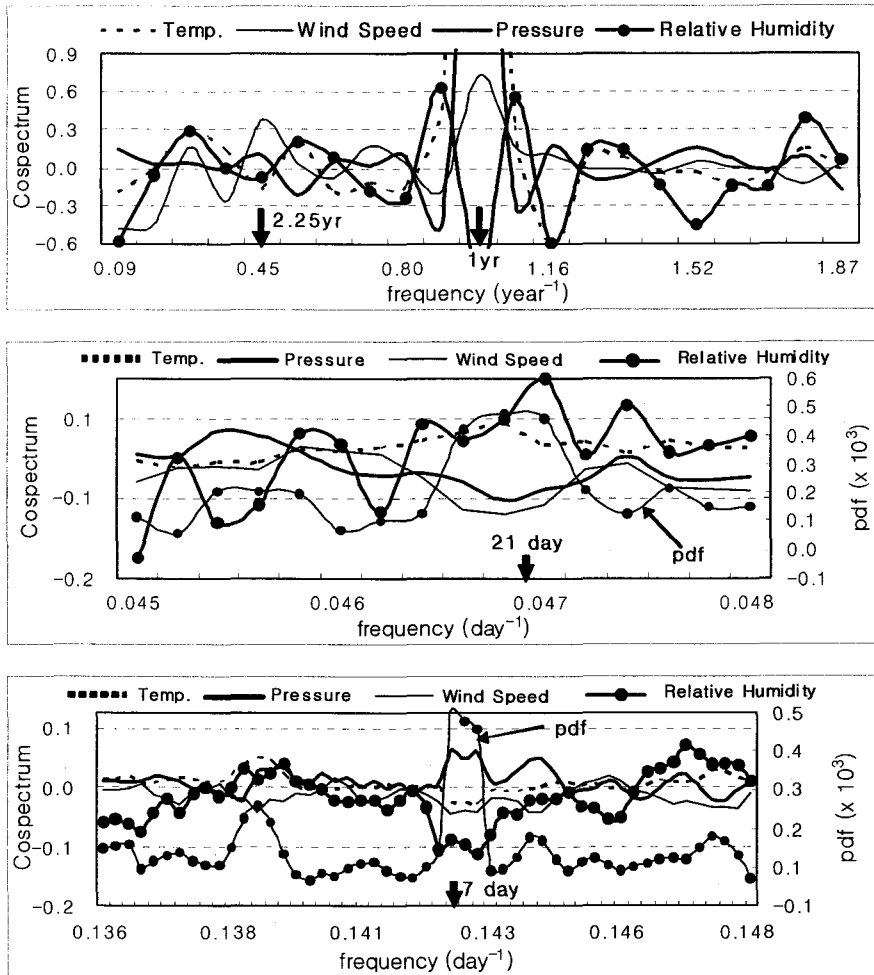 Temp. Wind Speed Pressure Relative Humidity
Cospectrum
0.9
0.6
0.3
0.0
−0.3
−0.6
2.25yr
1yr
0.09 0.45 0.80 1.16 1.52 1.87
frequency (year⁻¹)
Temp. Pressure Wind Speed Relative Humidity
Cospectrum
0.1
−0.1
−0.2
0.6
0.5
0.4
0.3
0.2
0.1
0.0
−0.1
pdf (x 10³)
21 day
pdf
0.045 0.046 0.047 0.048
frequency (day⁻¹)
Temp. Pressure Wind Speed Relative Humidity
Cospectrum
0.1
0.0
−0.1
−0.2
0.5
0.4
0.3
0.2
0.1
−0.1
pdf (x 10³)
pdf
7 day
0.136 0.138 0.141 0.143 0.146 0.148
frequency (day⁻¹)